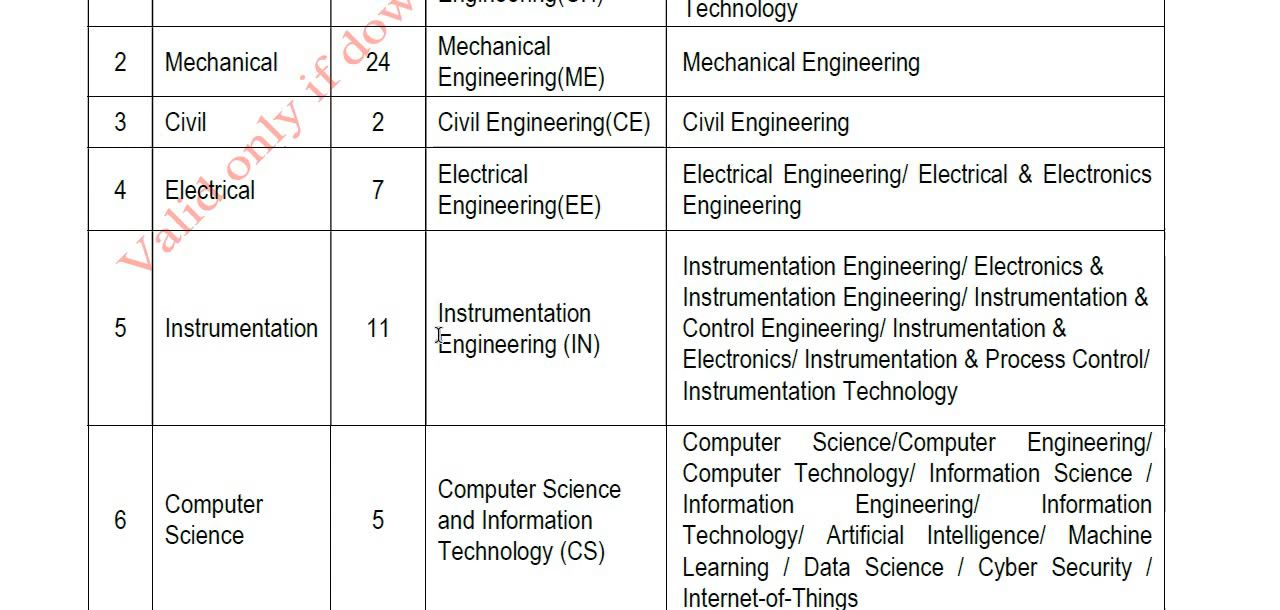 Technology
2 Mechanical 24 Mechanical Engineering(ME) Mechanical Engineering
3 Civil 2 Civil Engineering(CE) Civil Engineering
4 Electrical 7 Electrical Engineering(EE) Electrical Engineering/ Electrical & Electronics
Engineering
5 Instrumentation 11 Instrumentation
Engineering (IN)
Instrumentation Engineering/ Electronics &
Instrumentation Engineering/ Instrumentation &
Control Engineering/ Instrumentation &
Electronics/ Instrumentation & Process Control/
Instrumentation Technology
6 Computer
Science
5
Computer Science
and Information
Technology (CS)
Computer Science/Computer Engineering/
Computer Technology/ Information Science /
Information Engineering/ Information
Technology/ Artificial Intelligence/ Machine
Learning / Data Science / Cyber Security /
Internet-of-Things
Valid only if dow